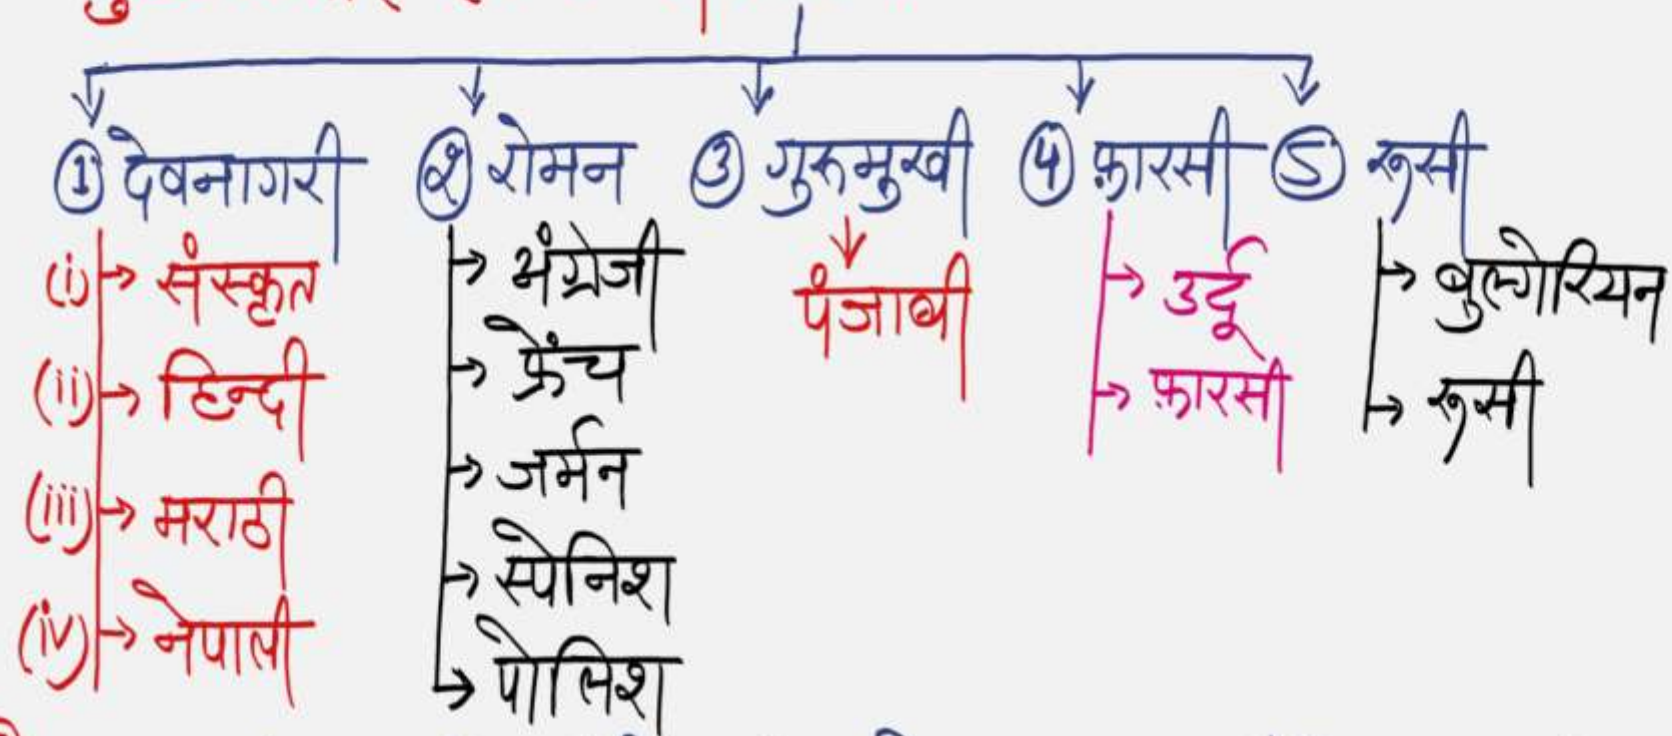 ① देवनागरी ② रोमन ③ गुरुमुखी ④ फ़ारसी ⑤ रूसी
(i) → संस्कृत
(ii) → हिन्दी
(iii) → मराठी
(iv) → नेपाली
→ अंग्रेजी
→ फ्रेंच
→ जर्मन
→ स्पेनिश
→ पोलिश
पंजाबी
→ उर्दू
→ फ़ारसी
→ बुल्गेरियन
→ रूसी